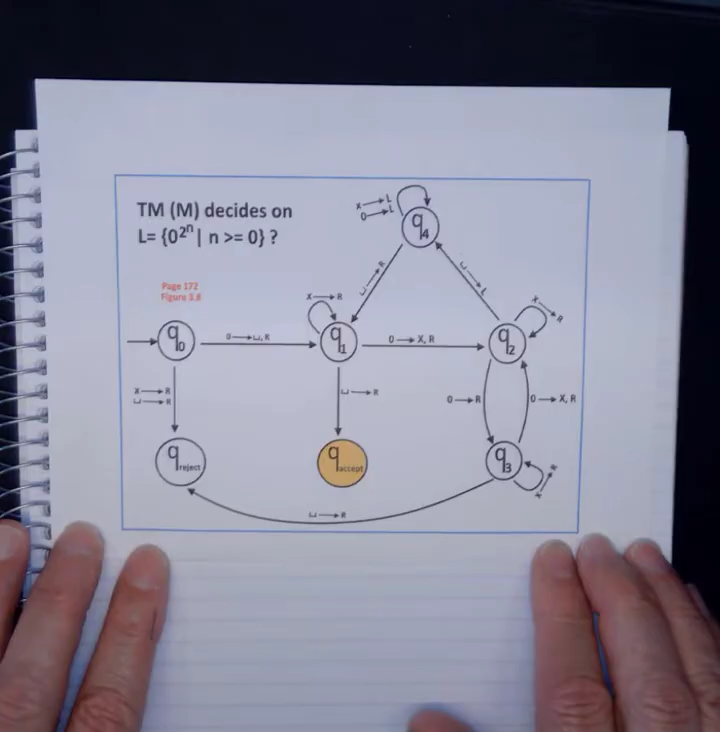 TM (M) decides on
L= {0²ⁿ | n >= 0} ?
Page 172
Figure 3.8
x → L
0 → L
q₄
⊔ → R
⊔ → L
x → R
x → R
q₀
0 → ⊔, R
q₁
0 → X, R
q₂
x → R
⊔ → R
⊔ → R
0 → R
0 → X, R
q reject
q accept
q₃
x → R
⊔ → R